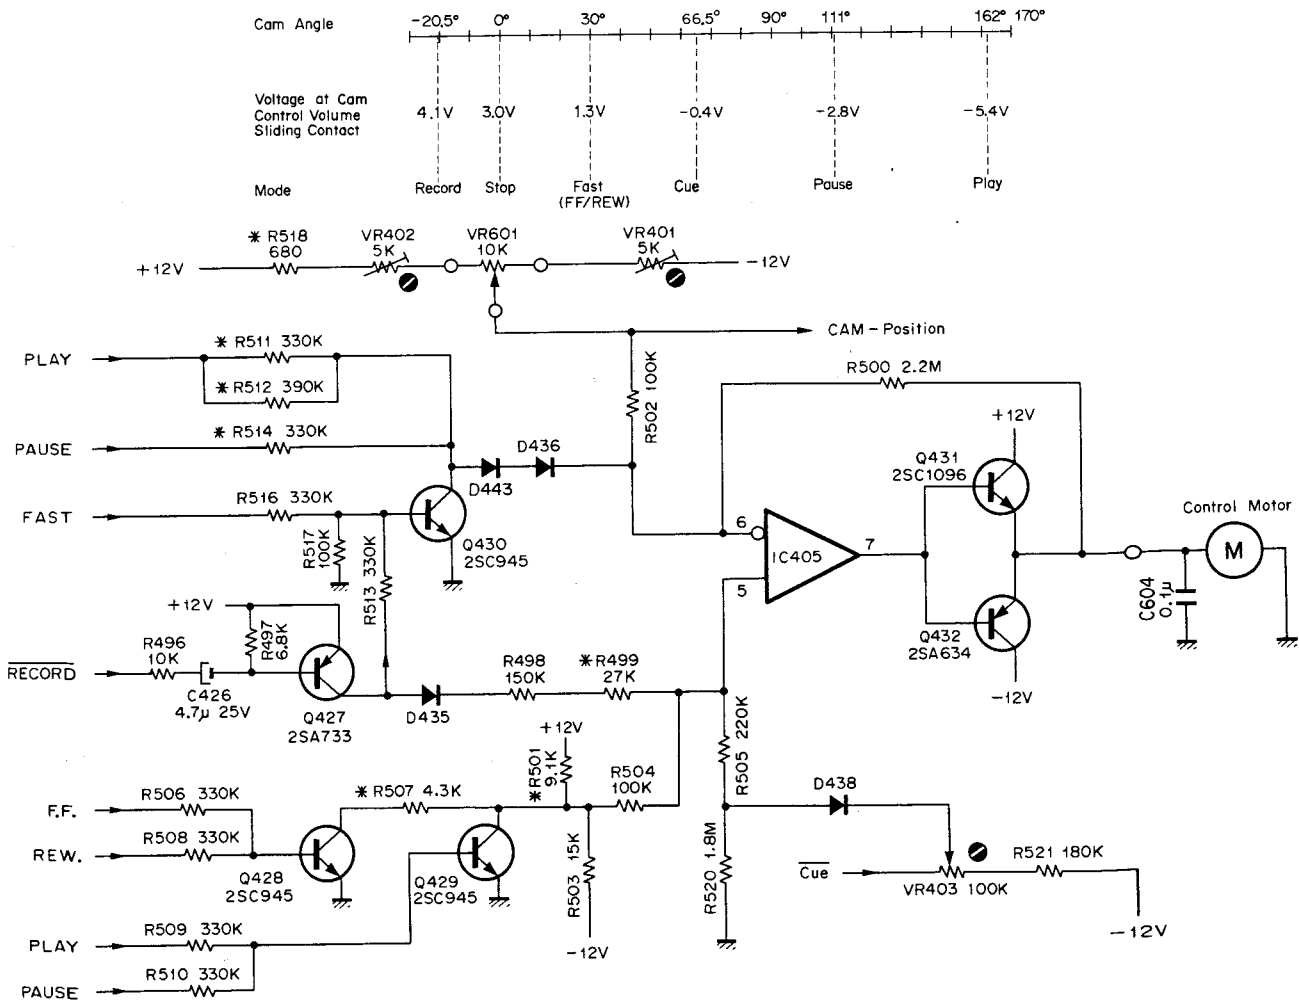 Cam Angle
-20.5° 0° 30° 66.5° 90° 111° 162° 170°
Voltage at Cam
Control Volume
Sliding Contact
4.1V 3.0V 1.3V -0.4V -2.8V -5.4V
Mode Record Stop Fast Cue Pause Play
(FF/REW)
* R518
680
VR402
5K
VR601
10K
VR401
5K
+12V
-12V
CAM-Position
PLAY
* R511 330K
* R512 390K
R502 100K
R500 2.2M
PAUSE
* R514 330K
D436
D443
+12V
Q431
2SC1096
FAST
R516 330K
R517
100K
R513 330K
Q430
2SC945
6
5
IC405
7
Control Motor
M
C604
0.1μ
Q432
2SA634
-12V
+12V
R497
6.8K
R496
10K
RECORD
C426
4.7μ 25V
Q427
2SA733
D435
R498
150K
* R499
27K
R505 220K
+12V
* R501
9.1K
R504
100K
D438
F.F.
R506 330K
* R507 4.3K
REW.
R508 330K
Q428
2SC945
Q429
2SC945
R503 15K
-12V
R520 1.8M
Cue
VR403 100K
R521 180K
-12V
PLAY
R509 330K
PAUSE
R510 330K